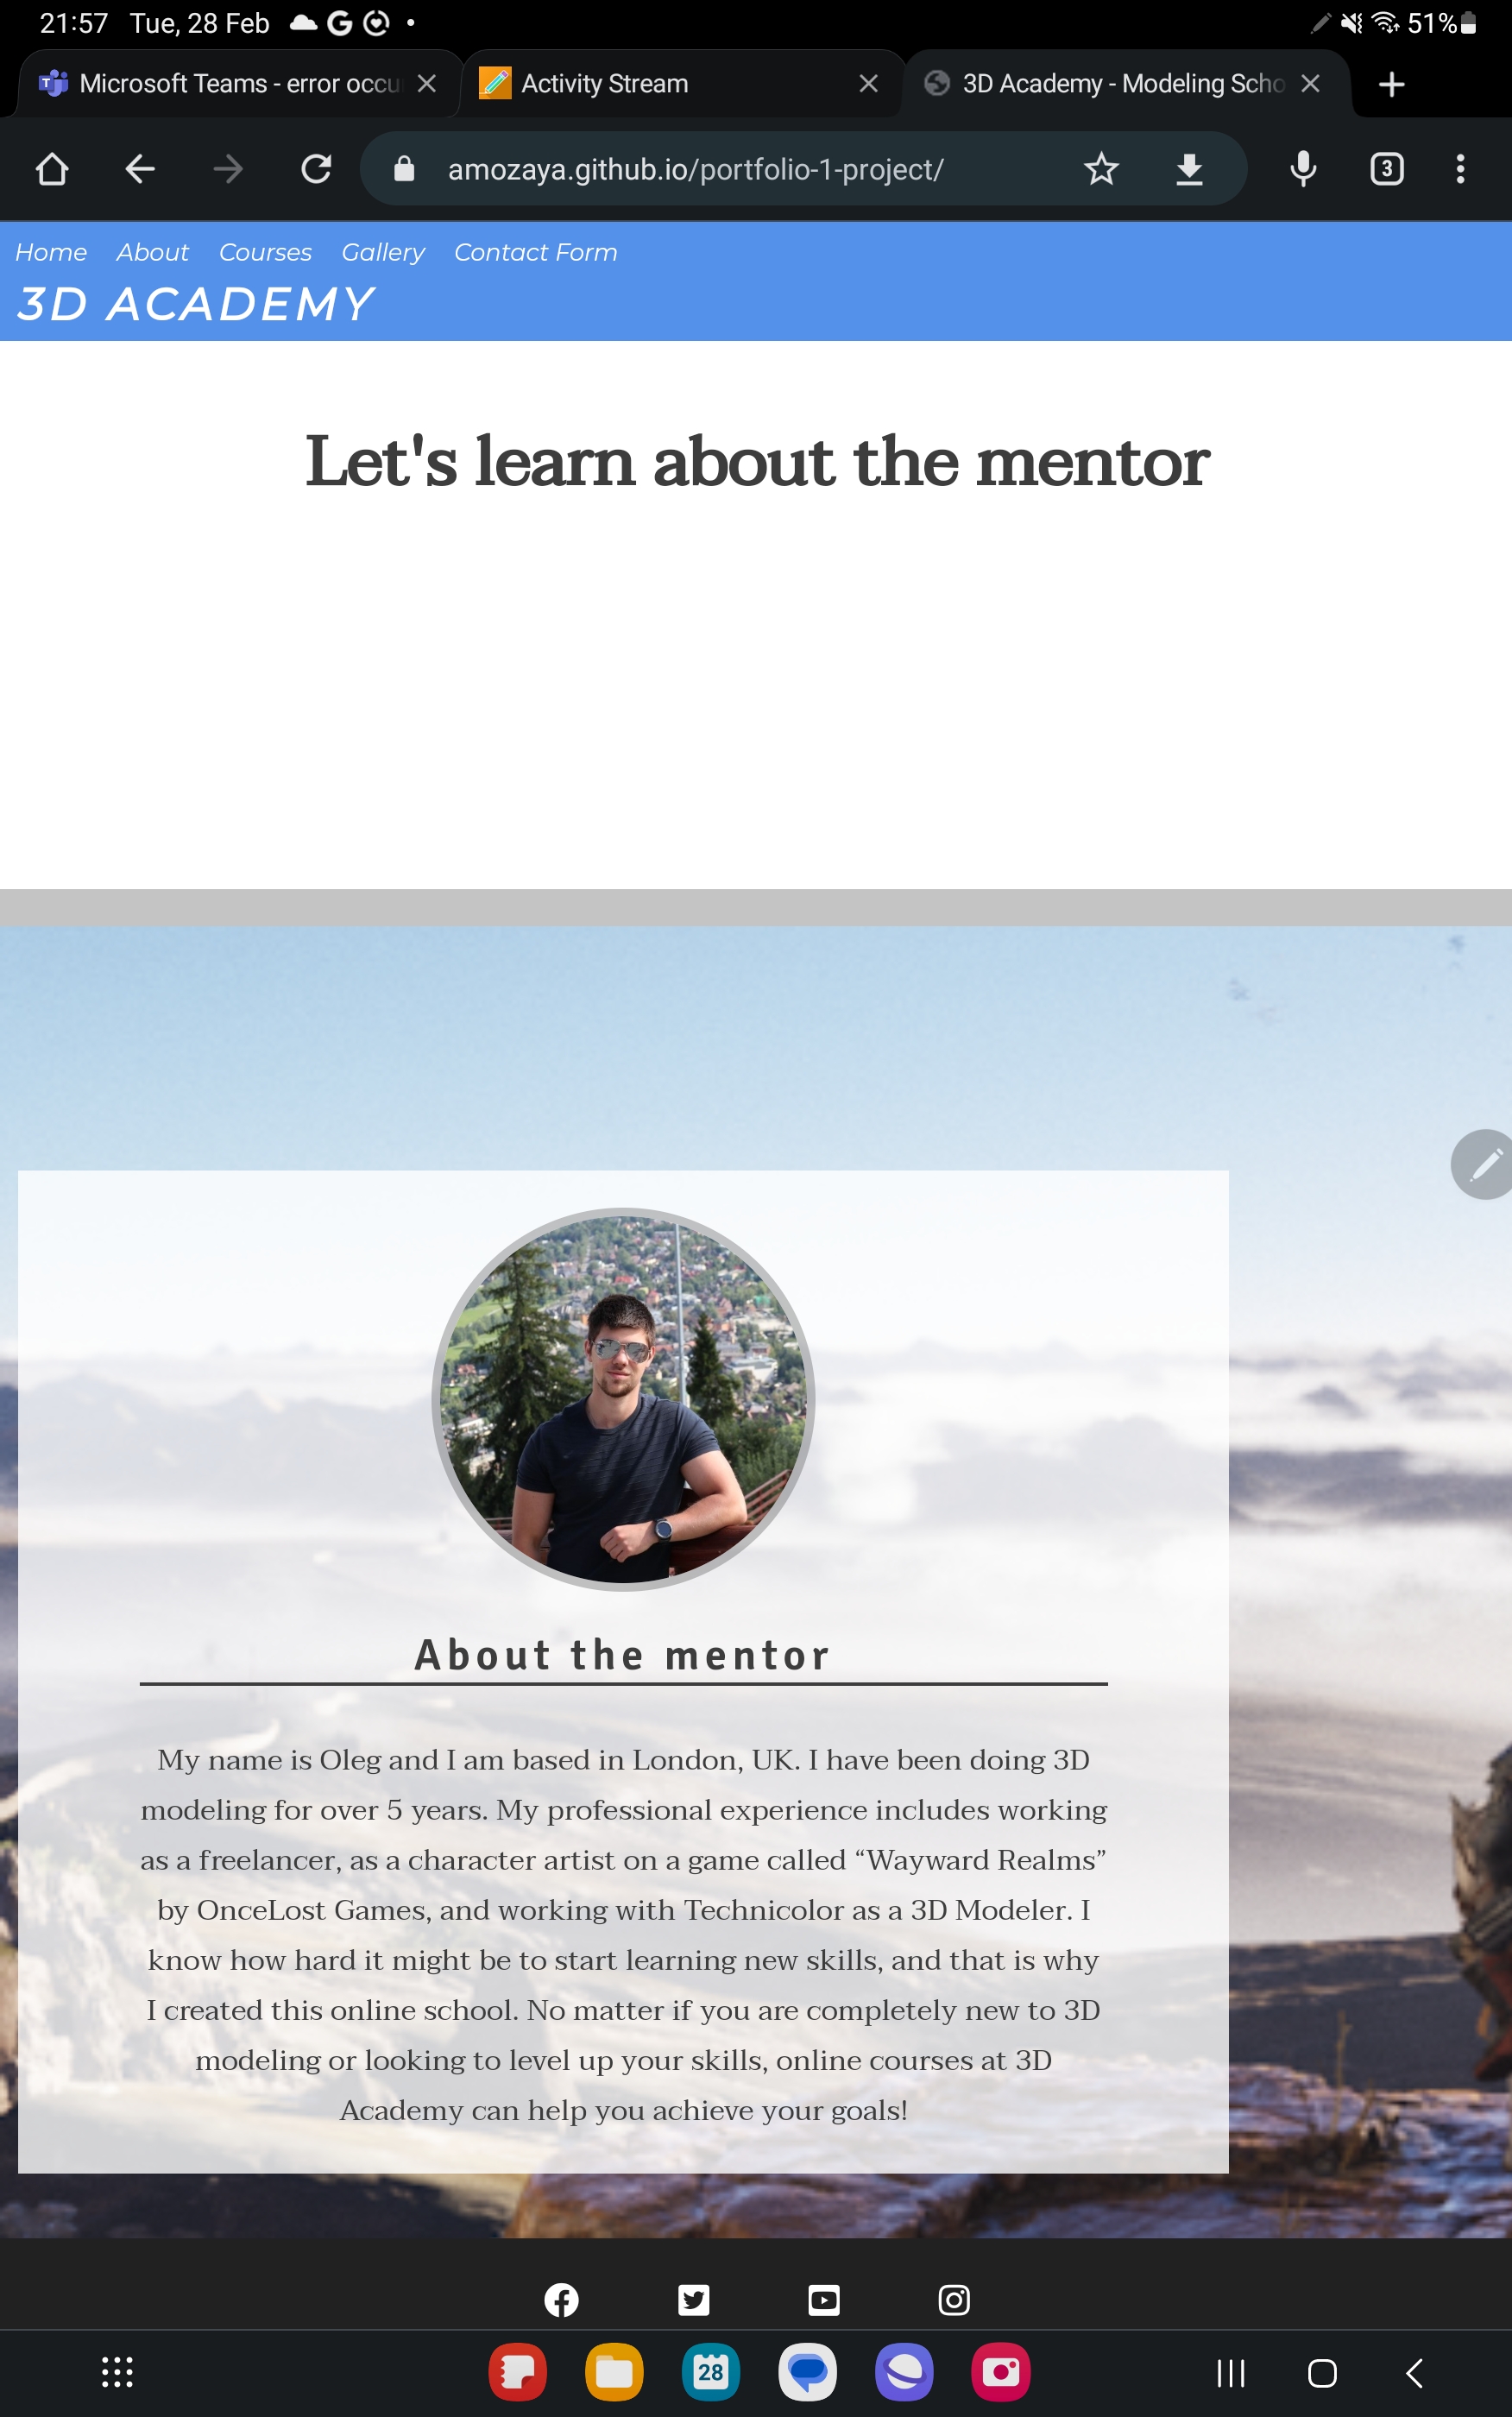 21:57 Tue, 28 Feb
51%
Microsoft Teams - error occu
Activity Stream
3D Academy - Modeling Scho
amozaya.github.io/portfolio-1-project/
3
Home About Courses Gallery Contact Form
3D ACADEMY
Let's learn about the mentor
About the mentor
My name is Oleg and I am based in London, UK. I have been doing 3D
modeling for over 5 years. My professional experience includes working
as a freelancer, as a character artist on a game called “Wayward Realms”
by OnceLost Games, and working with Technicolor as a 3D Modeler. I
know how hard it might be to start learning new skills, and that is why
I created this online school. No matter if you are completely new to 3D
modeling or looking to level up your skills, online courses at 3D
Academy can help you achieve your goals!
28